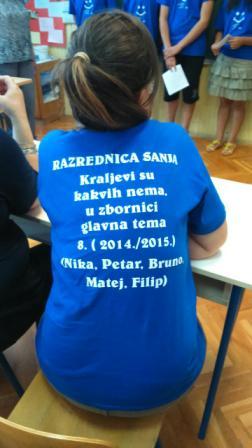 RAZREDNICA SANJA
Kraljevi su
kakvih nema,
u zbornici
glavna tema
8. ( 2014./2015.)
(Nika, Petar, Bruno,
Matej, Filip)